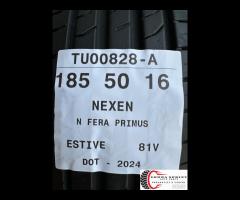 TU00828-A
185 50 16
NEXEN
N FERA PRIMUS
ESTIVE 81V
DOT - 2024